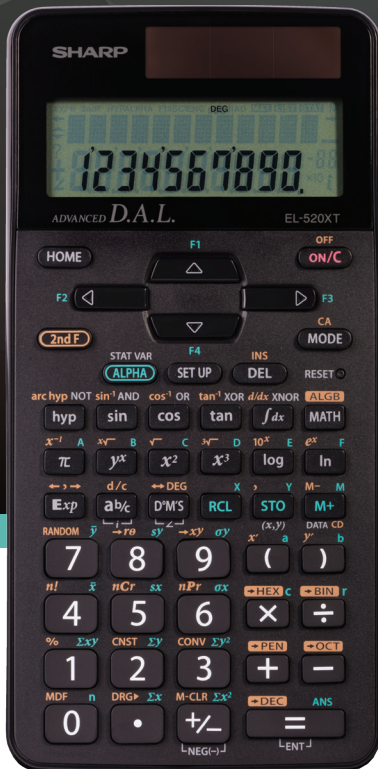 SHARP
DEG
1'234'567'890.
ADVANCED D.A.L. EL-520XT
F1 OFF
HOME ON/C
F2 F3
CA
2nd F MODE
STAT VAR F4 INS
ALPHA SET UP DEL RESET
arc hyp NOT sin⁻¹ AND cos⁻¹ OR tan⁻¹ XOR d/dx XNOR ALGB
hyp sin cos tan ∫dx MATH
x⁻¹ A ˣ√ B √ C ³√ D 10ˣ E eˣ F
π yˣ x² x³ log ln
←,→ d/c ↔DEG X , Y M− M
Exp ab/c D°M'S RCL STO M+
i ∠ (x,y) DATA CD
RANDOM ȳ →rθ sy →xy σy x′ a y′ b
7 8 9 ( )
n! x̄ nCr sx nPr σx →HEX c →BIN r
4 5 6 × ÷
% Σxy CNST Σy CONV Σy² →PEN →OCT
1 2 3 + −
MDF n DRG▸ Σx M-CLR Σx² →DEC ANS
0 • +/− =
NEG(−) ENT